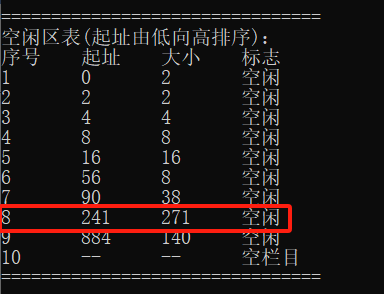 ================================
空闲区表(起址由低向高排序):
序号 起址 大小 标志
1 0 2 空闲
2 2 2 空闲
3 4 4 空闲
4 8 8 空闲
5 16 16 空闲
6 56 8 空闲
7 90 38 空闲
8 241 271 空闲
9 884 140 空闲
10 -- -- 空栏目
================================